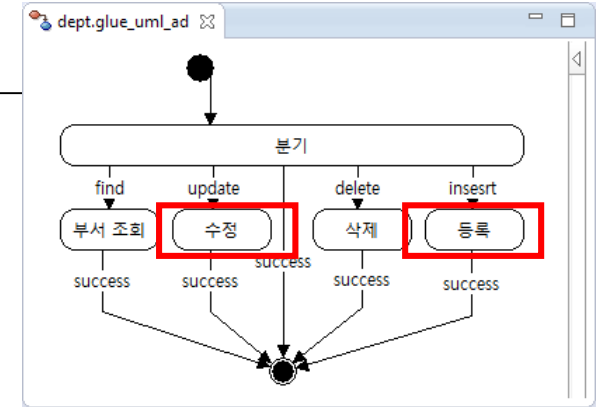 dept.glue_uml_ad
분기
find update delete insesrt
부서 조회 수정 삭제 등록
success
success success success success